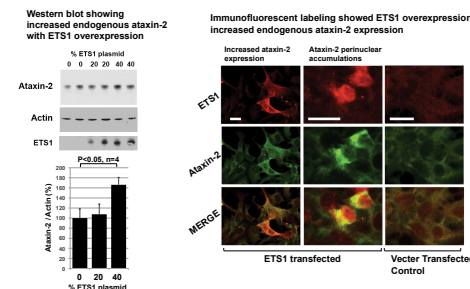 Western blot showing
increased endogenous ataxin-2
with ETS1 overexpression
% ETS1 plasmid
0 0 20 20 40 40
Ataxin-2
Actin
ETS1
P<0.05, n=4
Ataxin-2 / Actin (%)
200
180
160
140
120
100
80
60
40
20
0
0 20 40
% ETS1 plasmid
Immunofluorescent labeling showed ETS1 overexpression
increased endogenous ataxin-2 expression
Increased ataxin-2
expression
Ataxin-2 perinuclear
accumulations
ETS1
Ataxin-2
MERGE
ETS1 transfected
Vecter Transfected
Control